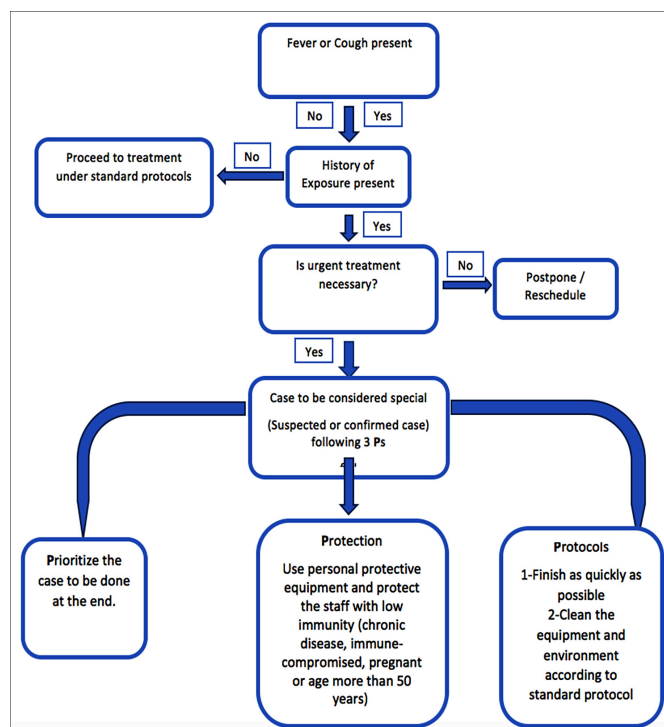 Fever or Cough present
No
Yes
Proceed to treatment
under standard protocols
No
History of
Exposure present
Yes
Is urgent treatment
necessary?
No
Postpone /
Reschedule
Yes
Case to be considered special
(Suspected or confirmed case)
following 3 Ps
Prioritize the
case to be done
at the end.
Protection
Use personal protective
equipment and protect
the staff with low
immunity (chronic
disease, immune-
compromised, pregnant
or age more than 50
years)
Protocols
1-Finish as quickly as
possible
2-Clean the
equipment and
environment
according to
standard protocol